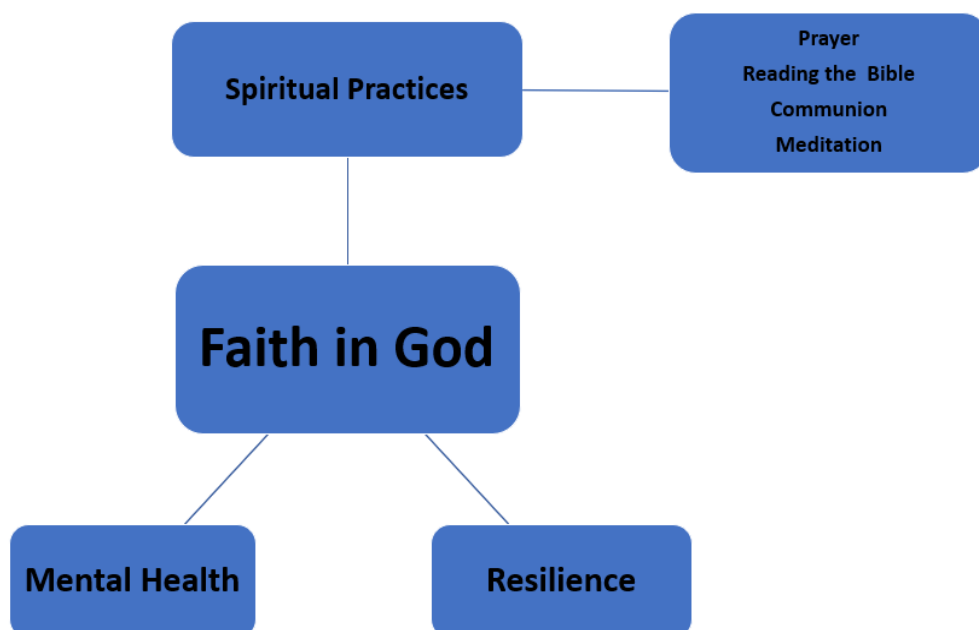 Spiritual Practices
Prayer
Reading the Bible
Communion
Meditation
Faith in God
Mental Health
Resilience